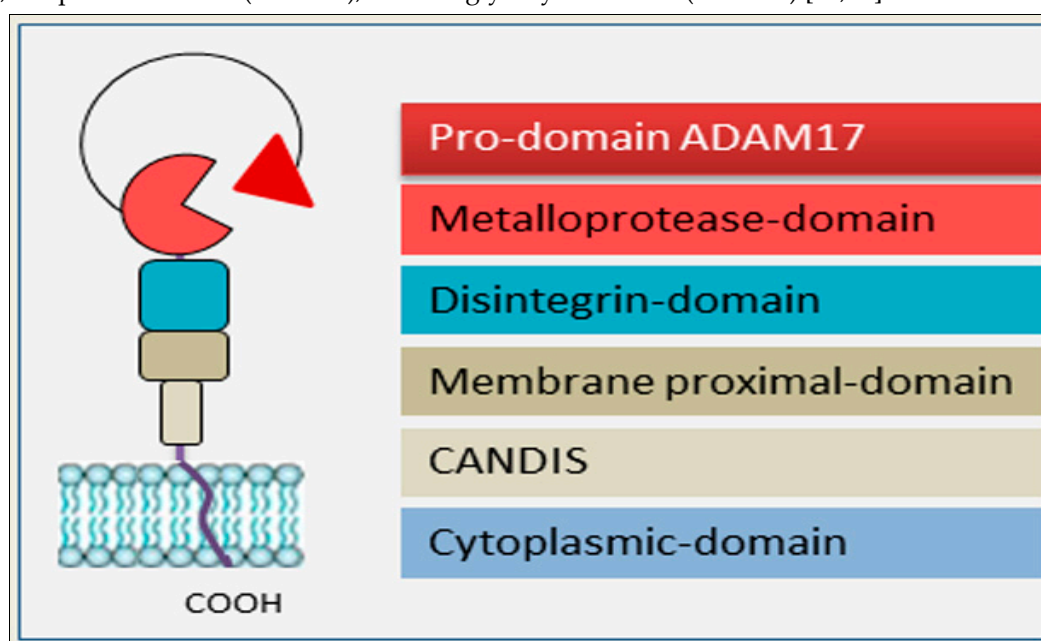 Pro-domain ADAM17
Metalloprotease-domain
Disintegrin-domain
Membrane proximal-domain
CANDIS
Cytoplasmic-domain
COOH